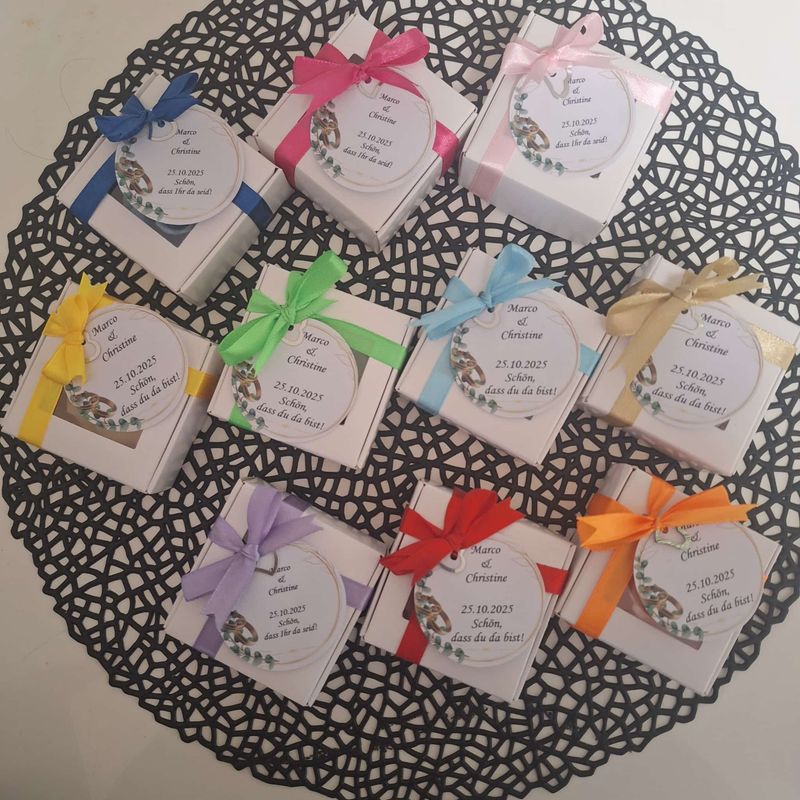 Marco
&
Christine
25.10.2025
Schön,
dass Ihr da seid!
Marco
&
Christine
25.10.2025
Schön,
dass Ihr da seid!
Marco
&
Christine
25.10.2025
Schön,
dass Ihr da seid!
Marco
&
Christine
25.10.2025
Schön,
dass du da bist!
Marco
&
Christine
25.10.2025
Schön,
dass du da bist!
Marco
&
Christine
25.10.2025
Schön,
dass du da bist!
Marco
&
Christine
25.10.2025
Schön,
dass du da bist!
Marco
&
Christine
25.10.2025
Schön,
dass Ihr da seid!
Marco
&
Christine
25.10.2025
Schön,
dass du da bist!
Marco
&
Christine
25.10.2025
Schön,
dass du da bist!